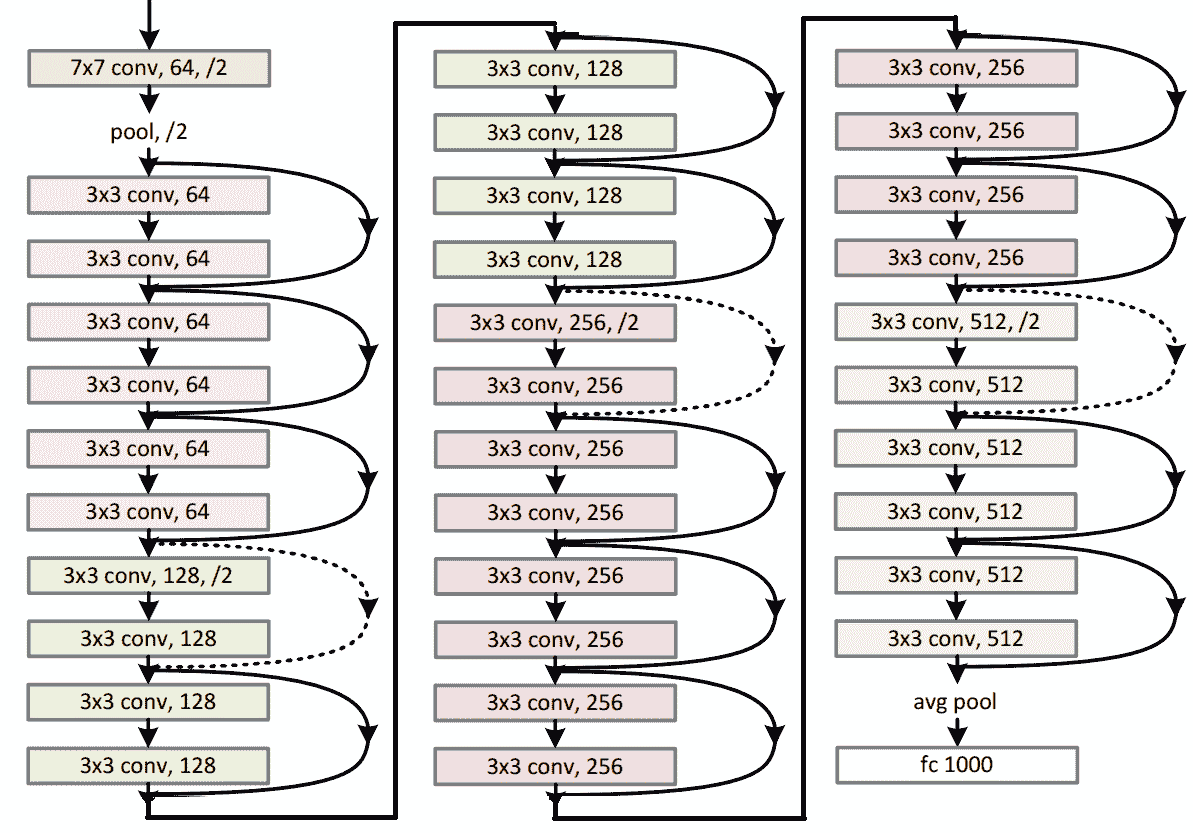 7x7 conv, 64, /2
pool, /2
3x3 conv, 64
3x3 conv, 64
3x3 conv, 64
3x3 conv, 64
3x3 conv, 64
3x3 conv, 64
3x3 conv, 128, /2
3x3 conv, 128
3x3 conv, 128
3x3 conv, 128
3x3 conv, 128
3x3 conv, 128
3x3 conv, 128
3x3 conv, 128
3x3 conv, 256, /2
3x3 conv, 256
3x3 conv, 256
3x3 conv, 256
3x3 conv, 256
3x3 conv, 256
3x3 conv, 256
3x3 conv, 256
3x3 conv, 256
3x3 conv, 256
3x3 conv, 256
3x3 conv, 256
3x3 conv, 512, /2
3x3 conv, 512
3x3 conv, 512
3x3 conv, 512
3x3 conv, 512
3x3 conv, 512
avg pool
fc 1000